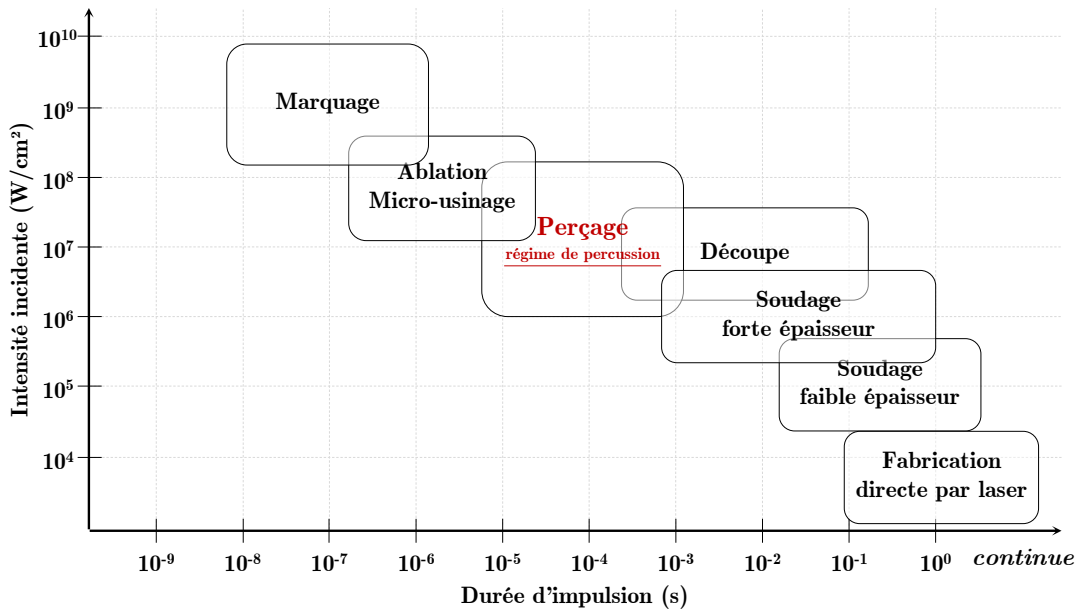 Intensité incidente (W/cm²)
10¹⁰
10⁹
10⁸
10⁷
10⁶
10⁵
10⁴
Marquage
Ablation
Micro-usinage
Perçage
régime de percussion
Découpe
Soudage
forte épaisseur
Soudage
faible épaisseur
Fabrication
directe par laser
10⁻⁹ 10⁻⁸ 10⁻⁷ 10⁻⁶ 10⁻⁵ 10⁻⁴ 10⁻³ 10⁻² 10⁻¹ 10⁰ continue
Durée d'impulsion (s)